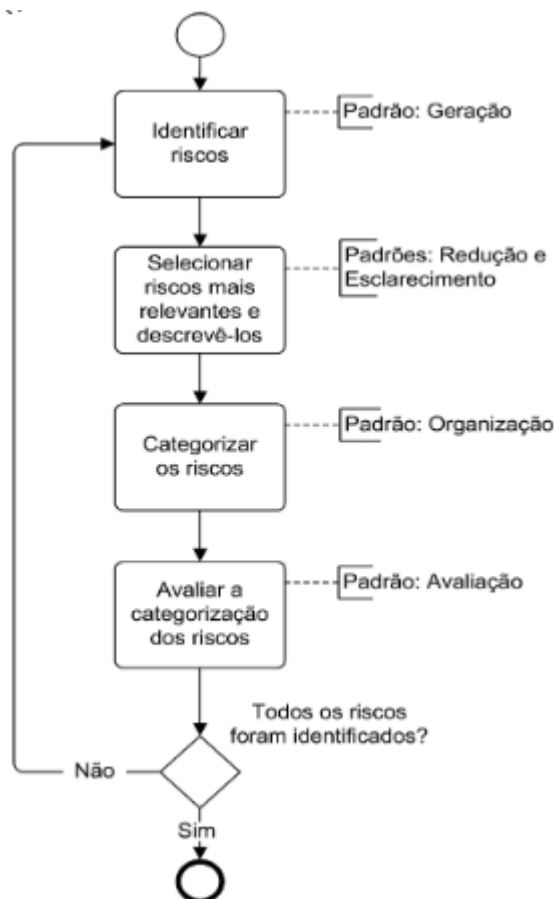 Identificar
riscos
Padrão: Geração
Selecionar
riscos mais
relevantes e
descrevê-los
Padrões: Redução e
Esclarecimento
Categorizar
os riscos
Padrão: Organização
Avaliar a
categorização
dos riscos
Padrão: Avaliação
Todos os riscos
foram identificados?
Não
Sim